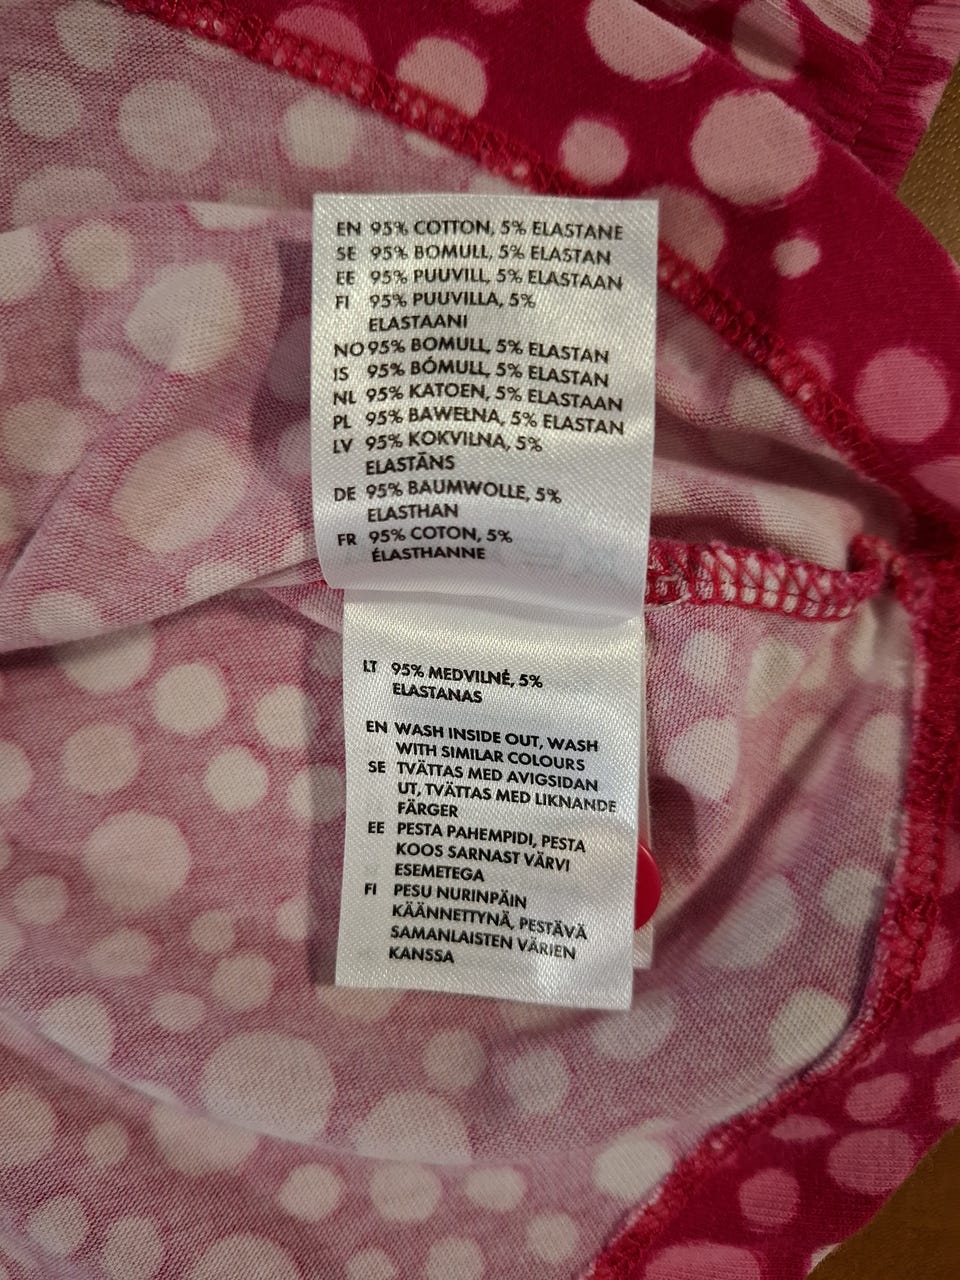 EN 95% COTTON, 5% ELASTANE
SE 95% BOMULL, 5% ELASTAN
EE 95% PUUVILL, 5% ELASTAAN
FI 95% PUUVILLA, 5%
ELASTAANI
NO 95% BOMULL, 5% ELASTAN
IS 95% BÓMULL, 5% ELASTAN
NL 95% KATOEN, 5% ELASTAAN
PL 95% BAWEŁNA, 5% ELASTAN
LV 95% KOKVILNA, 5%
ELASTĀNS
DE 95% BAUMWOLLE, 5%
ELASTHAN
FR 95% COTON, 5%
ÉLASTHANNE
LT 95% MEDVILNĖ, 5%
ELASTANAS
EN WASH INSIDE OUT, WASH
WITH SIMILAR COLOURS
SE TVÄTTAS MED AVIGSIDAN
UT, TVÄTTAS MED LIKNANDE
FÄRGER
EE PESTA PAHEMPIDI, PESTA
KOOS SARNAST VÄRVI
ESEMETEGA
FI PESU NURINPÄIN
KÄÄNNETTYNÄ, PESTÄVÄ
SAMANLAISTEN VÄRIEN
KANSSA